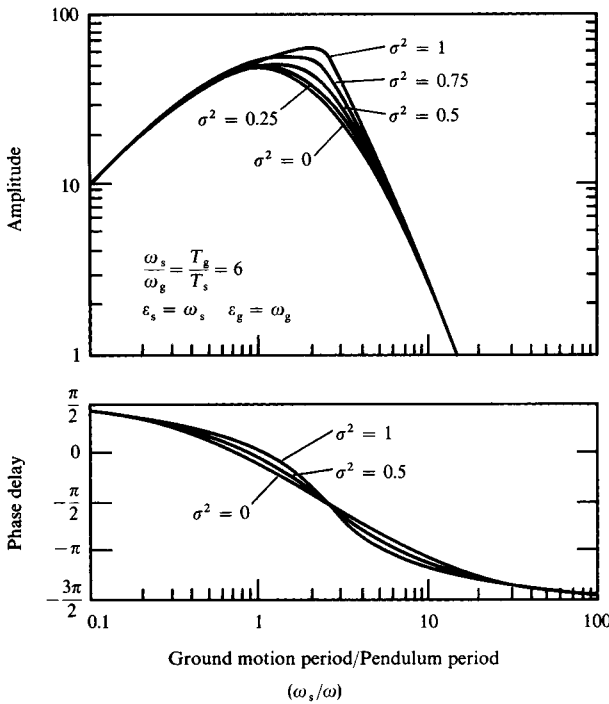 100
σ² = 1
σ² = 0.75
σ² = 0.5
σ² = 0.25
σ² = 0
10
Amplitude
ω_s/ω_g = T_g/T_s = 6
ε_s = ω_s ε_g = ω_g
1
π/2
0
-π/2
-π
-3π/2
Phase delay
σ² = 1
σ² = 0.5
σ² = 0
0.1 1 10 100
Ground motion period/Pendulum period
(ω_s/ω)